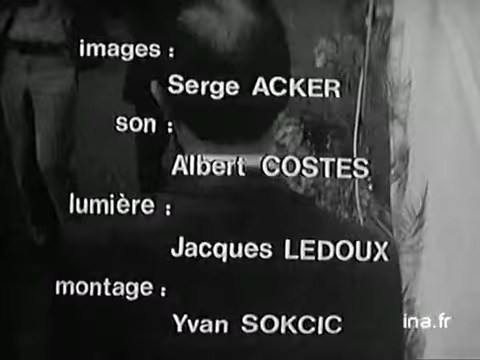 images :
Serge ACKER
son :
Albert COSTES
lumière :
Jacques LEDOUX
montage :
Yvan SOKCIC
ina.fr